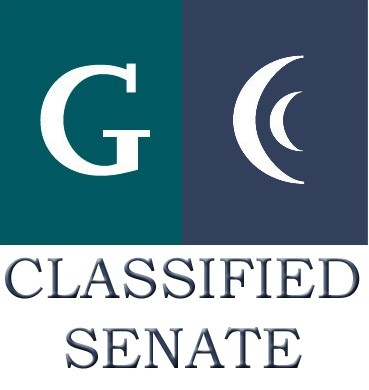 G
CLASSIFIED
SENATE